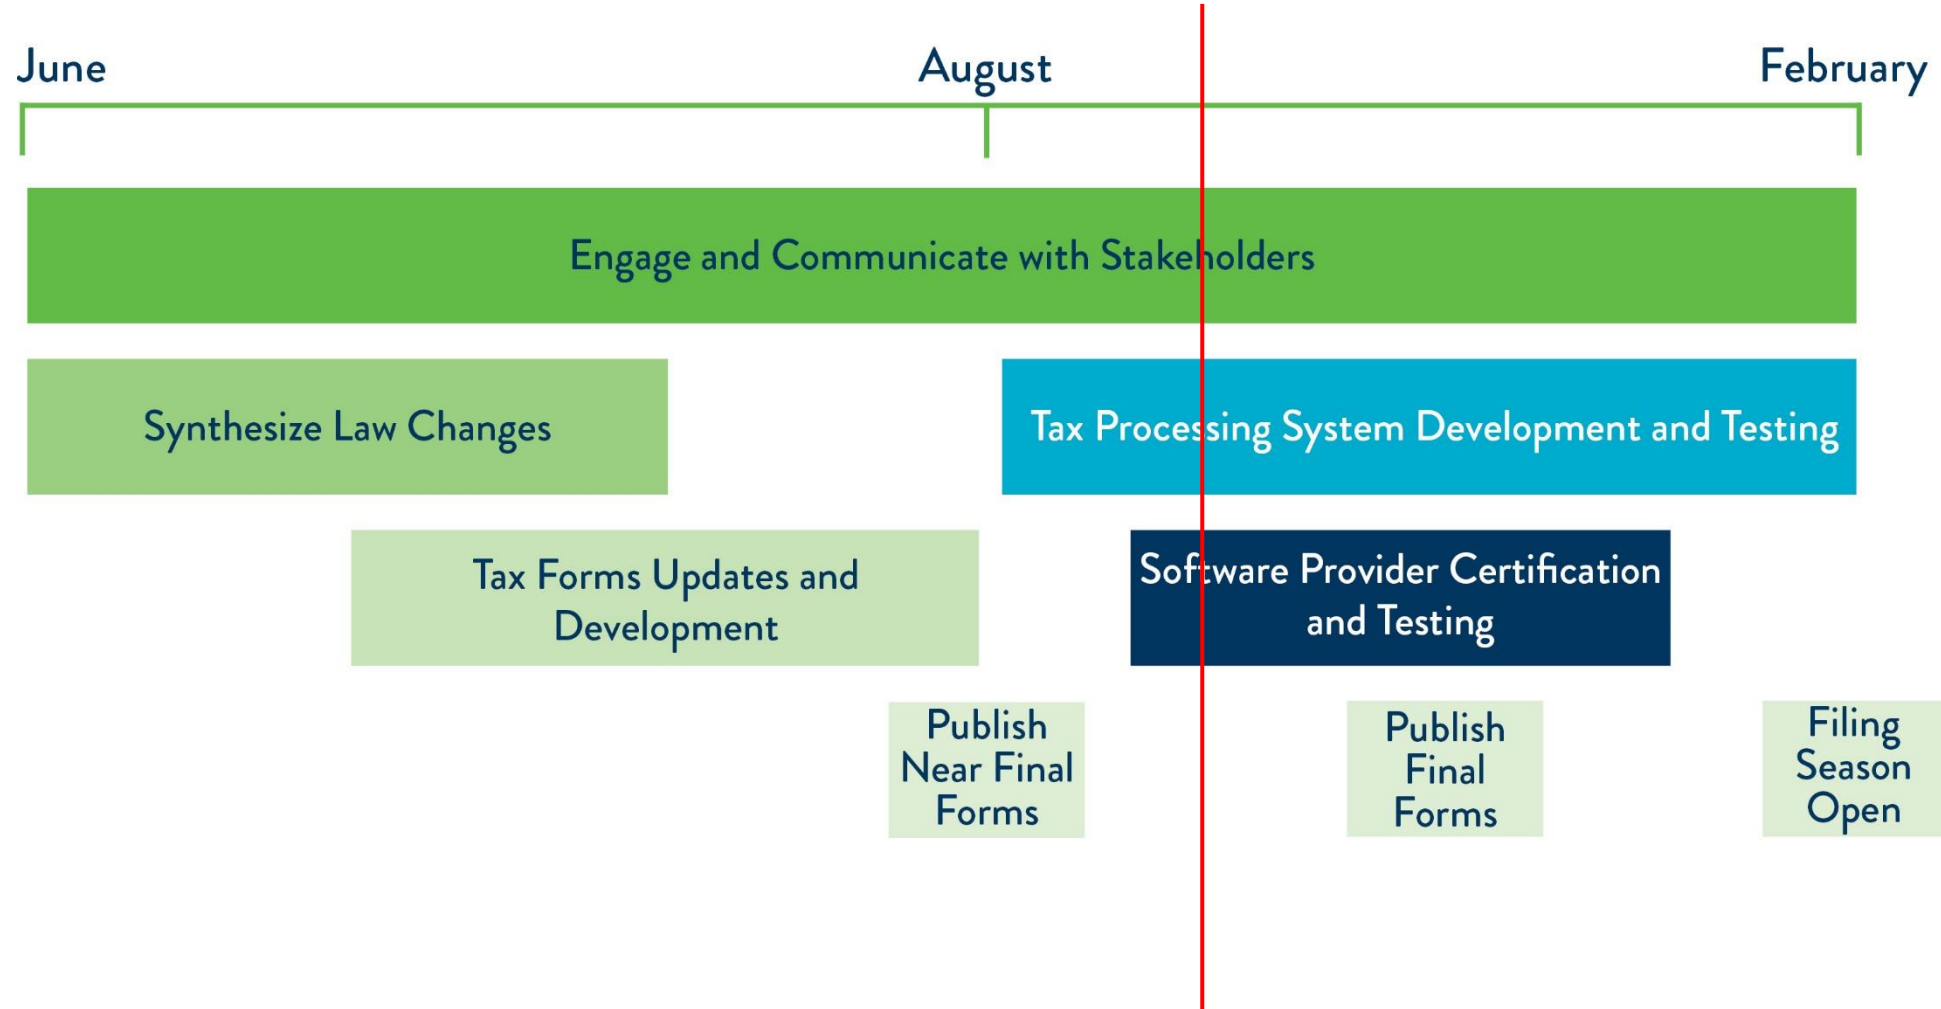 June
August
February
Engage and Communicate with Stakeholders
Synthesize Law Changes
Tax Processing System Development and Testing
Tax Forms Updates and
Development
Software Provider Certification
and Testing
Publish
Near Final
Forms
Publish
Final
Forms
Filing
Season
Open